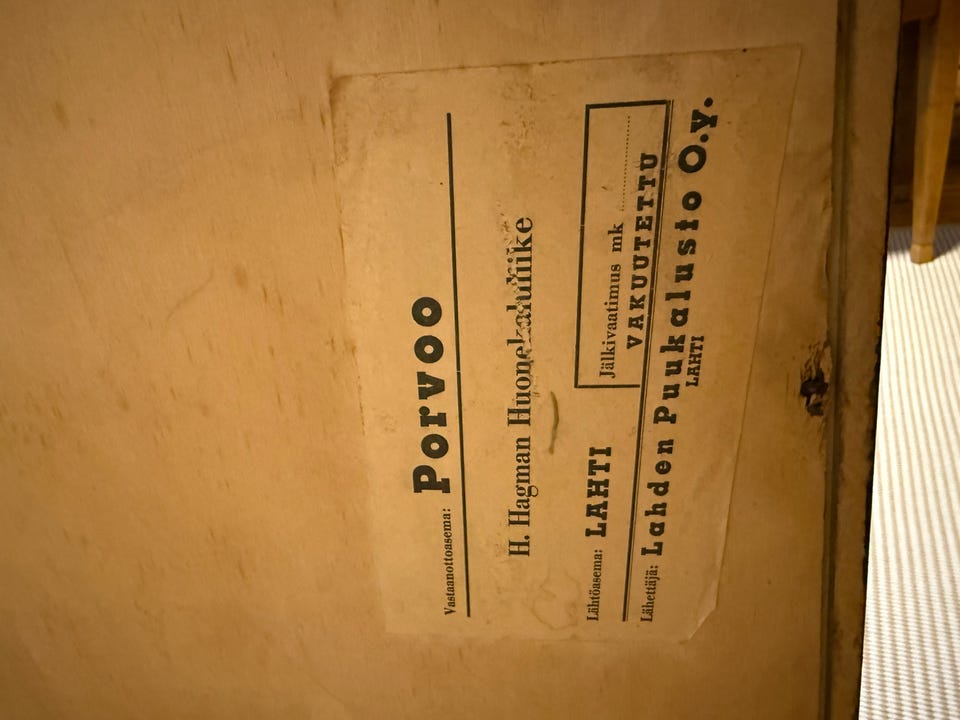 Vastaanottoasema: Porvoo
H. Hagman Huonekaluliike
Jälkivaatimus mk
VAKUUTETTU
Lähtöasema: LAHTI
Lähettäjä: Lahden Puukalusto O.y.
LAHTI